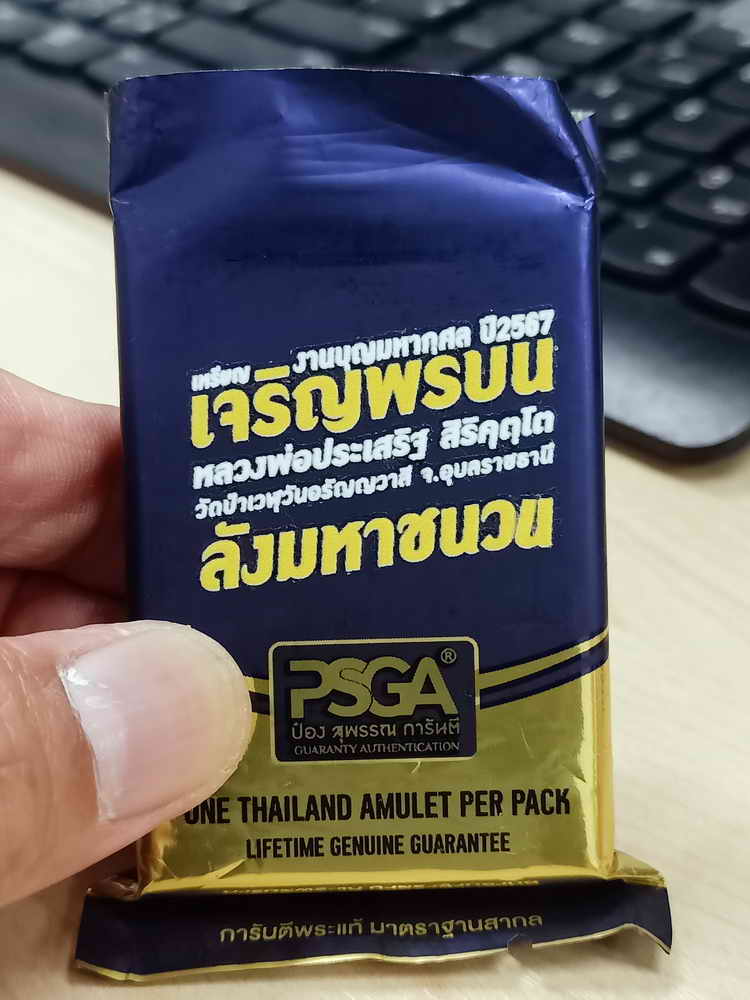 เหรียญ งานบุญมหากุศล ปี2567
เจริญพรบน
หลวงพ่อประเสริฐ สิริคุตฺโต
วัดป่าเวฬุวันอรัญญวาสี จ.อุบลราชธานี
ลังมหาชนวน
PSGA®
ป๋อง สุพรรณ การันตี
GUARANTY AUTHENTICATION
ONE THAILAND AMULET PER PACK
LIFETIME GENUINE GUARANTEE
การันตีพระแท้ มาตราฐานสากล